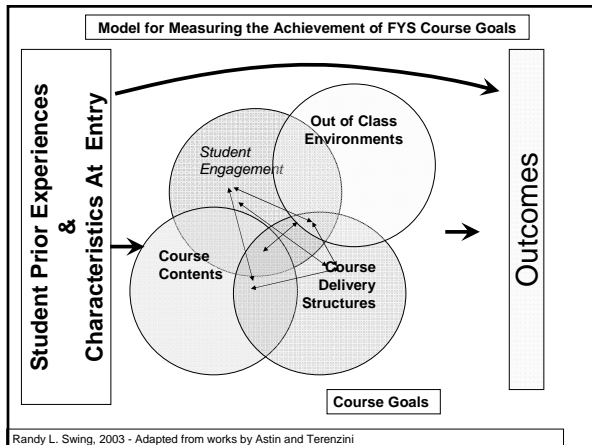 Model for Measuring the Achievement of FYS Course Goals
Student Prior Experiences
&
Characteristics At Entry
Out of Class
Environments
Student
Engagement
Course
Contents
Course
Delivery
Structures
Outcomes
Course Goals
Randy L. Swing, 2003 - Adapted from works by Astin and Terenzini